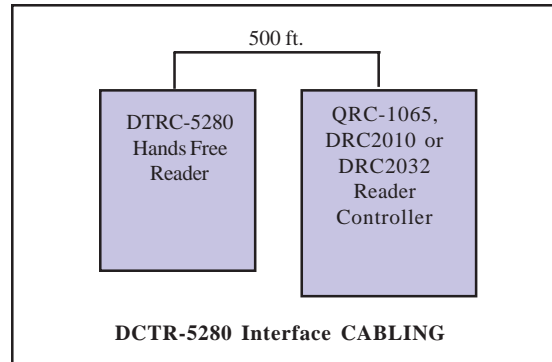 500 ft.
DTRC-5280
Hands Free
Reader
QRC-1065,
DRC2010 or
DRC2032
Reader
Controller
DCTR-5280 Interface CABLING